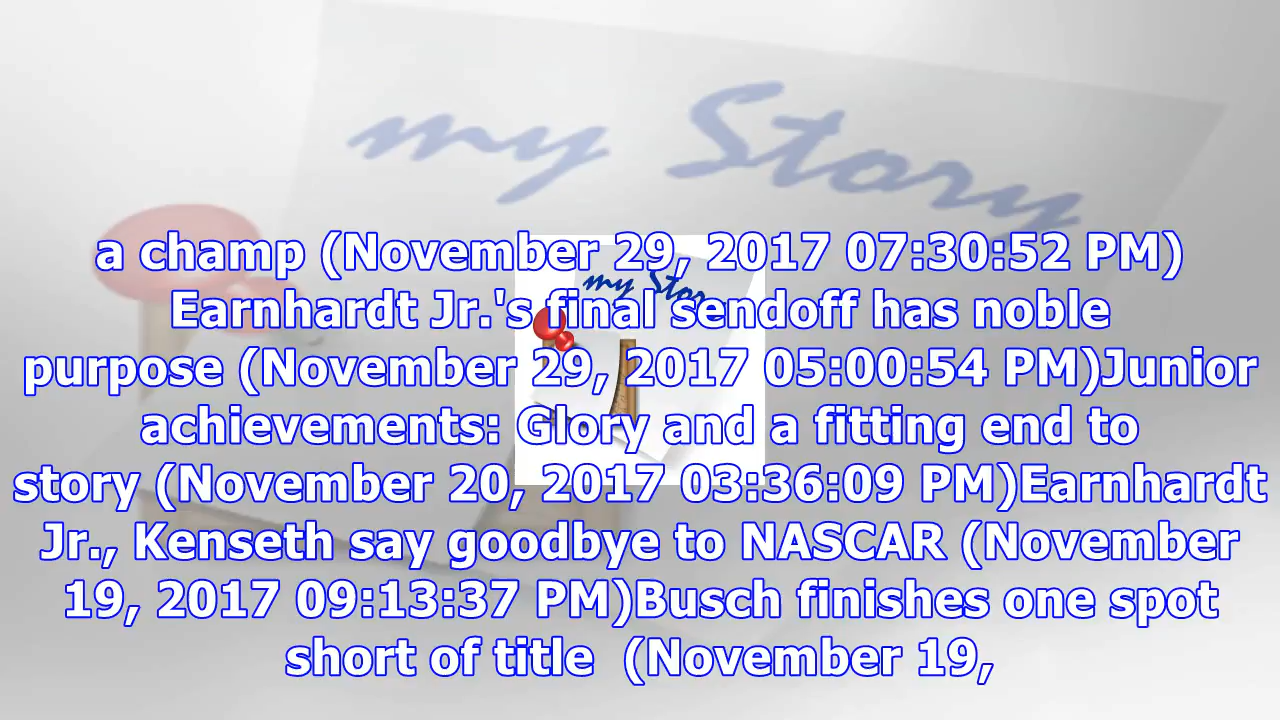 my Story
my Stor
a champ (November 29, 2017 07:30:52 PM)
Earnhardt Jr.'s final sendoff has noble
purpose (November 29, 2017 05:00:54 PM)Junior
achievements: Glory and a fitting end to
story (November 20, 2017 03:36:09 PM)Earnhardt
Jr., Kenseth say goodbye to NASCAR (November
19, 2017 09:13:37 PM)Busch finishes one spot
short of title (November 19,